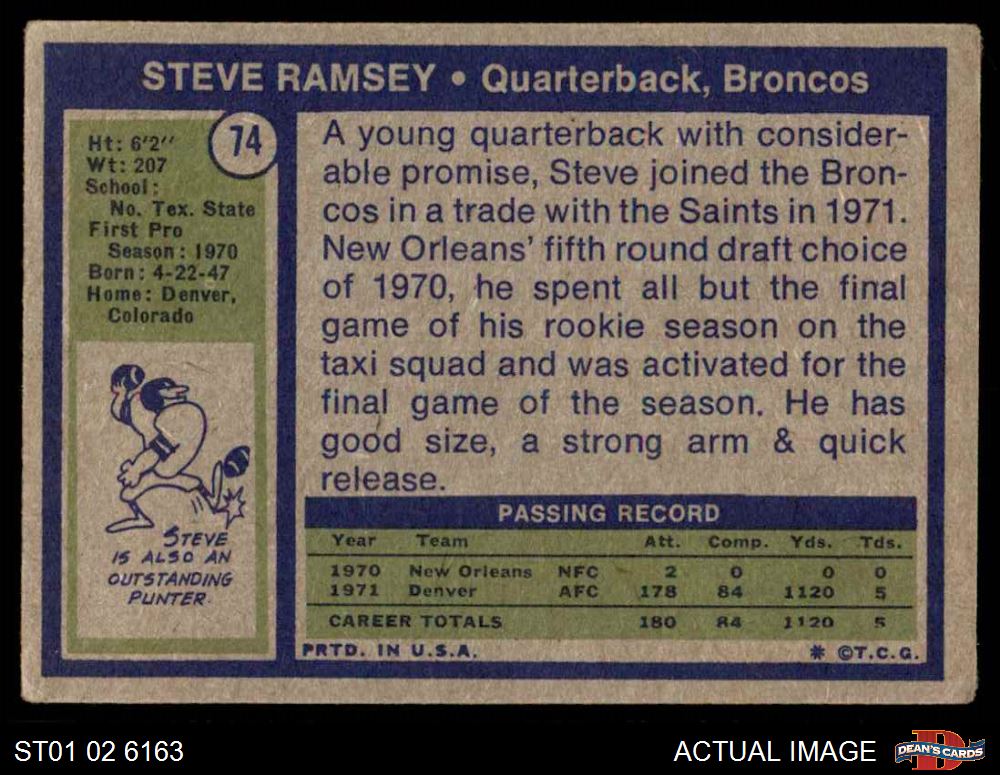 STEVE RAMSEY • Quarterback, Broncos
74
Ht: 6'2''
Wt: 207
School:
No. Tex. State
First Pro
Season: 1970
Born: 4-22-47
Home: Denver,
Colorado
STEVE
IS ALSO AN
OUTSTANDING
PUNTER.
A young quarterback with consider-
able promise, Steve joined the Bron-
cos in a trade with the Saints in 1971.
New Orleans' fifth round draft choice
of 1970, he spent all but the final
game of his rookie season on the
taxi squad and was activated for the
final game of the season. He has
good size, a strong arm & quick
release.
PASSING RECORD
Year Team Att. Comp. Yds. Tds.
1970 New Orleans NFC 2 0 0 0
1971 Denver AFC 178 84 1120 5
CAREER TOTALS 180 84 1120 5
PRTD. IN U.S.A. * ©T.C.G.
ST01 02 6163
ACTUAL IMAGE
D
DEAN'S CARDS